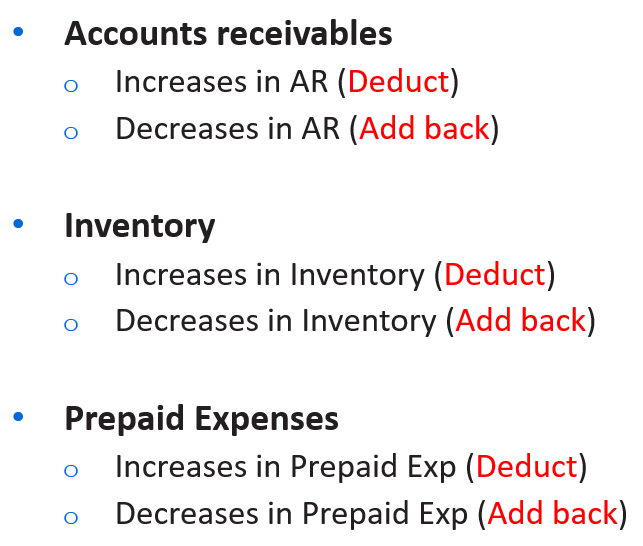 • Accounts receivables
o Increases in AR (Deduct)
o Decreases in AR (Add back)
• Inventory
o Increases in Inventory (Deduct)
o Decreases in Inventory (Add back)
• Prepaid Expenses
o Increases in Prepaid Exp (Deduct)
o Decreases in Prepaid Exp (Add back)